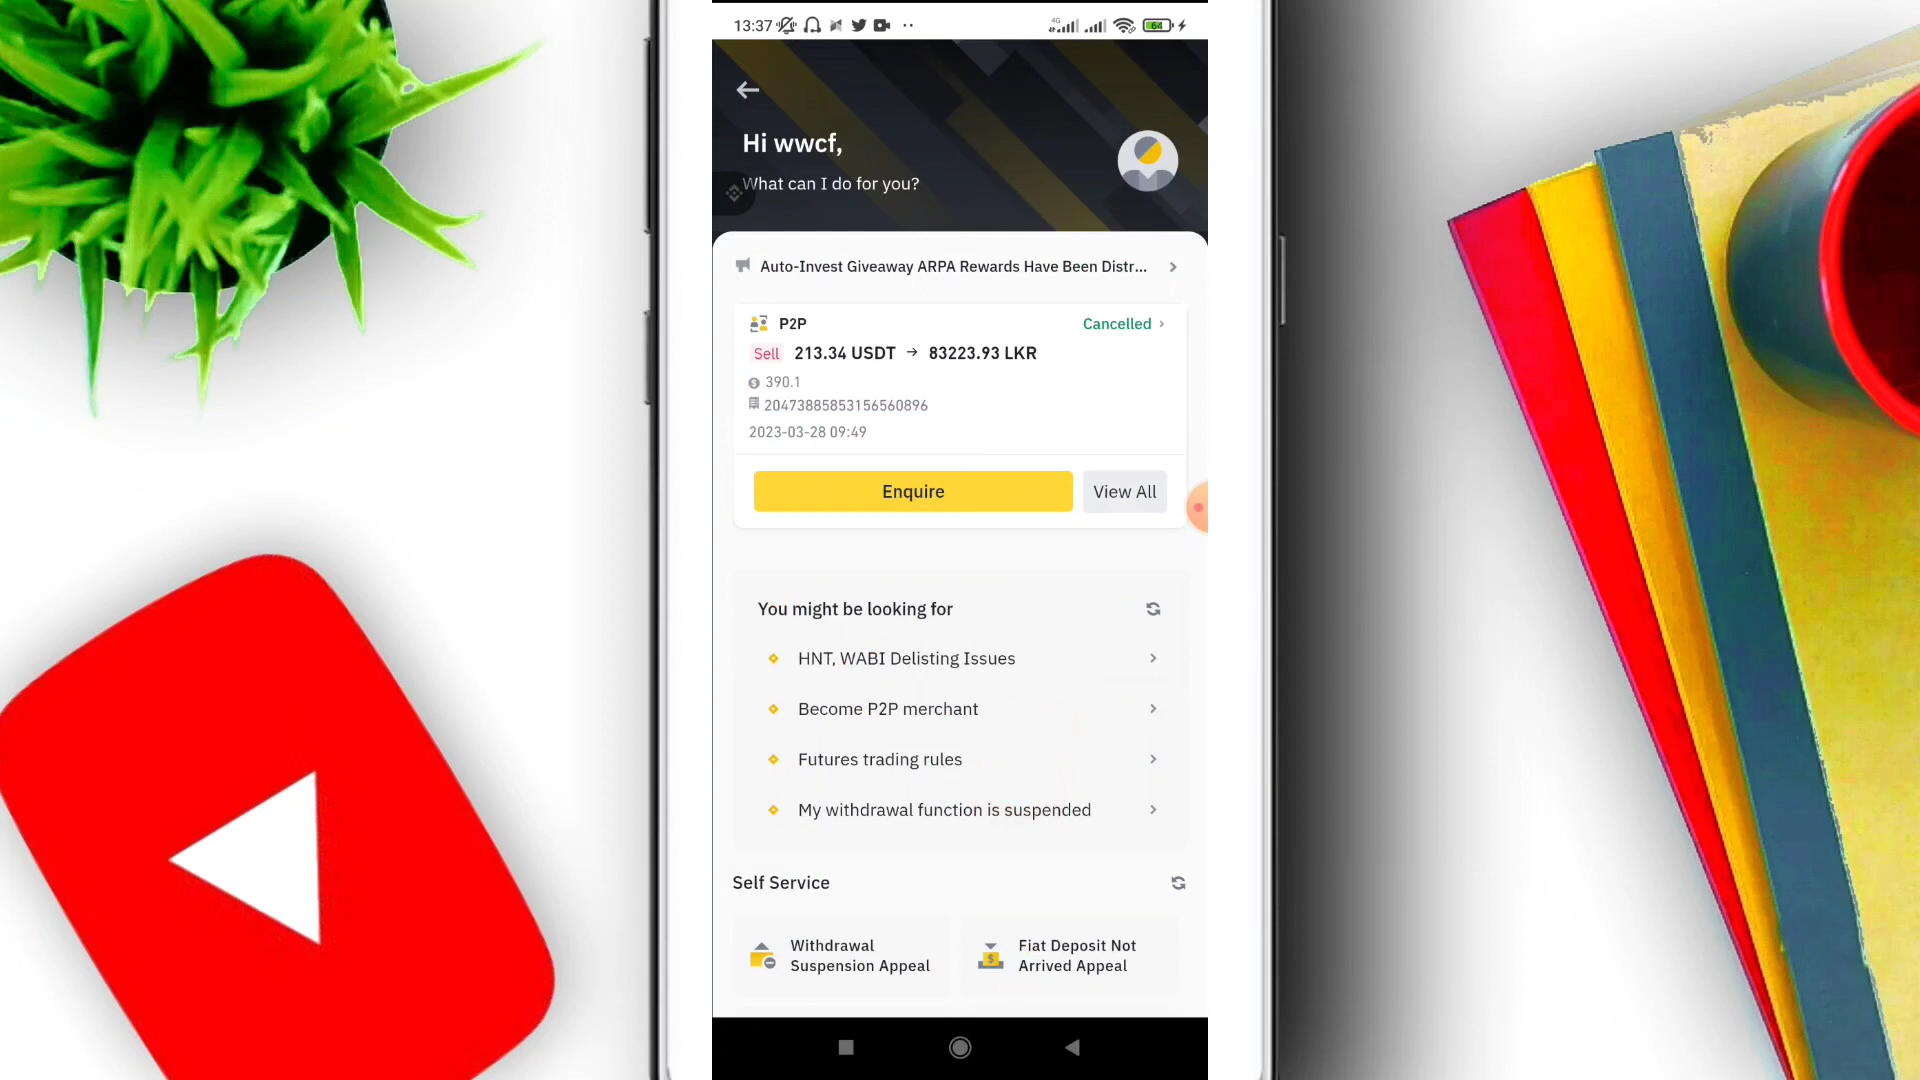 13:37
4G
64
Hi wwcf,
What can I do for you?
Auto-Invest Giveaway ARPA Rewards Have Been Distr...
P2P
Cancelled
Sell 213.34 USDT → 83223.93 LKR
390.1
20473885853156560896
2023-03-28 09:49
Enquire
View All
You might be looking for
HNT, WABI Delisting Issues
Become P2P merchant
Futures trading rules
My withdrawal function is suspended
Self Service
Withdrawal
Suspension Appeal
Fiat Deposit Not
Arrived Appeal